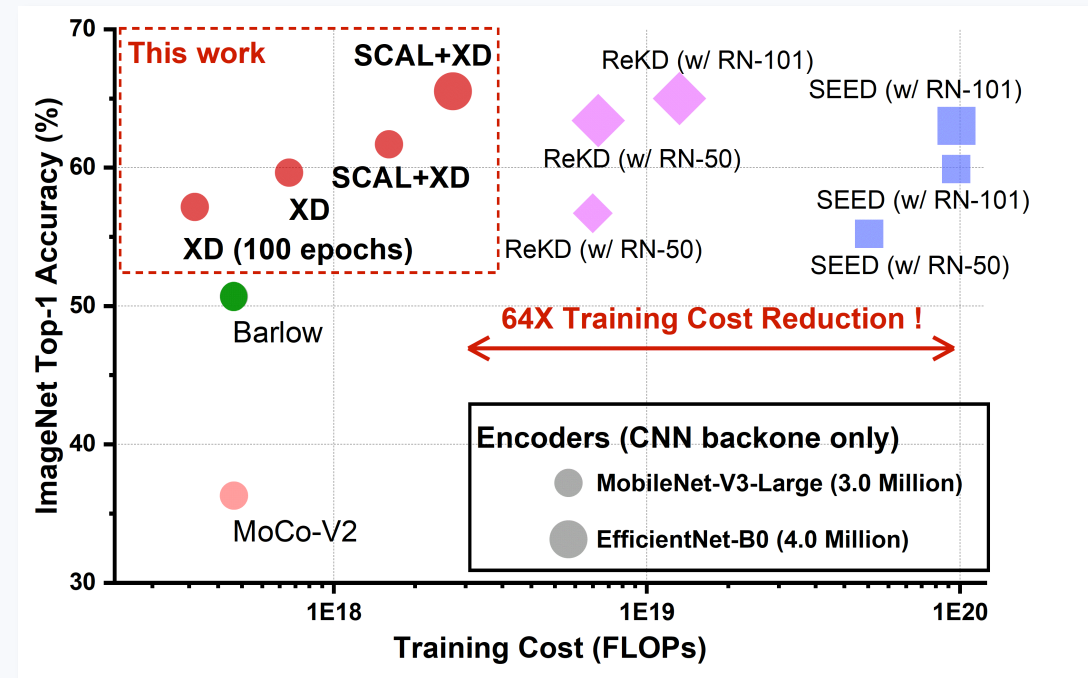 70
60
50
40
30
ImageNet Top-1 Accuracy (%)
This work
SCAL+XD
SCAL+XD
XD
XD (100 epochs)
Barlow
MoCo-V2
ReKD (w/ RN-101)
ReKD (w/ RN-50)
ReKD (w/ RN-50)
SEED (w/ RN-101)
SEED (w/ RN-101)
SEED (w/ RN-50)
64X Training Cost Reduction !
Encoders (CNN backone only)
MobileNet-V3-Large (3.0 Million)
EfficientNet-B0 (4.0 Million)
1E18
1E19
1E20
Training Cost (FLOPs)